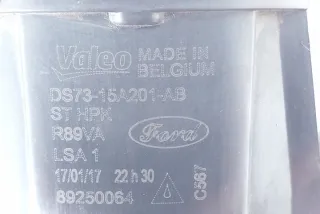 Valeo MADE IN
BELGIUM
DS73-15A201-AB
ST HPK
R89VA
Ford
LSA 1
17/01/17 22 h 30
89250064
C567